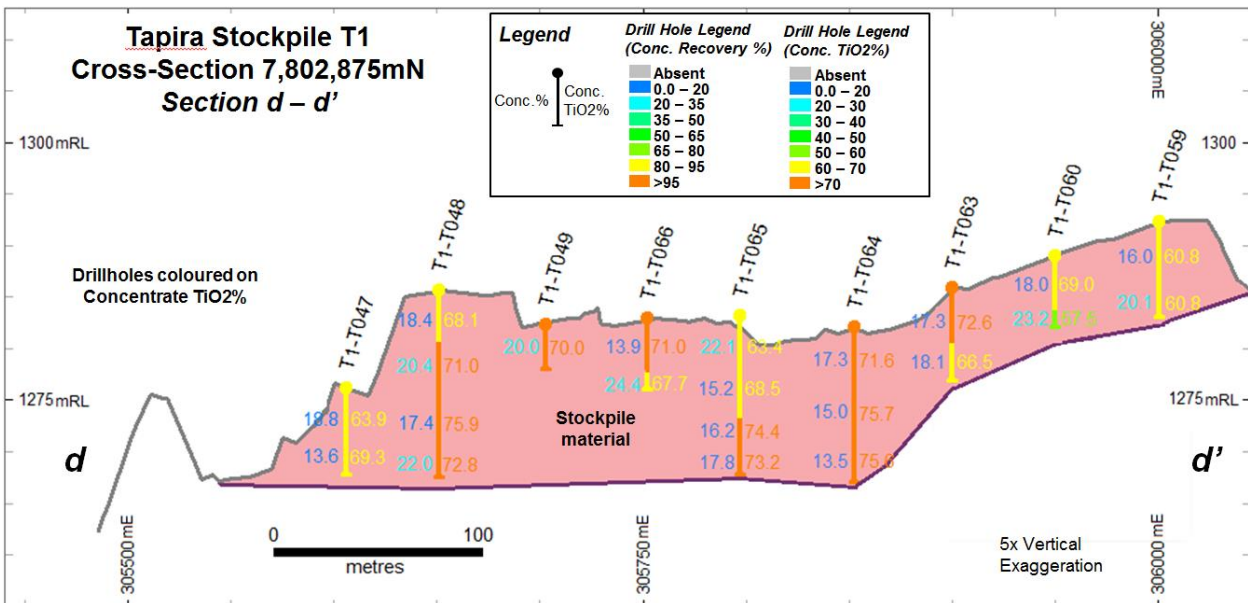 Tapira Stockpile T1
Cross-Section 7,802,875mN
Section d – d'
Legend
Conc.%
Conc.
TiO2%
Drill Hole Legend
(Conc. Recovery %)
Absent
0.0 – 20
20 – 35
35 – 50
50 – 65
65 – 80
80 – 95
>95
Drill Hole Legend
(Conc. TiO2%)
Absent
0.0 – 20
20 – 30
30 – 40
40 – 50
50 – 60
60 – 70
>70
306000mE
1300mRL
1300
Drillholes coloured on
Concentrate TiO2%
T1-T047
18.8 63.9
13.6 69.3
T1-T048
18.4 68.1
20.4 71.0
17.4 75.9
22.0 72.8
T1-T049
20.0 70.0
T1-T066
13.9 71.0
24.4 67.7
T1-T065
22.1 63.4
15.2 68.5
16.2 74.4
17.8 73.2
T1-T064
17.3 71.6
15.0 75.7
13.5
T1-T063
17.3 72.6
18.1 66.5
T1-T060
18.0 69.0
23.2 57.5
T1-T059
16.0 60.8
20.1 60.8
1275mRL
1275mRL
Stockpile
material
d
d'
0
100
metres
305500mE
305750mE
306000mE
5x Vertical
Exaggeration